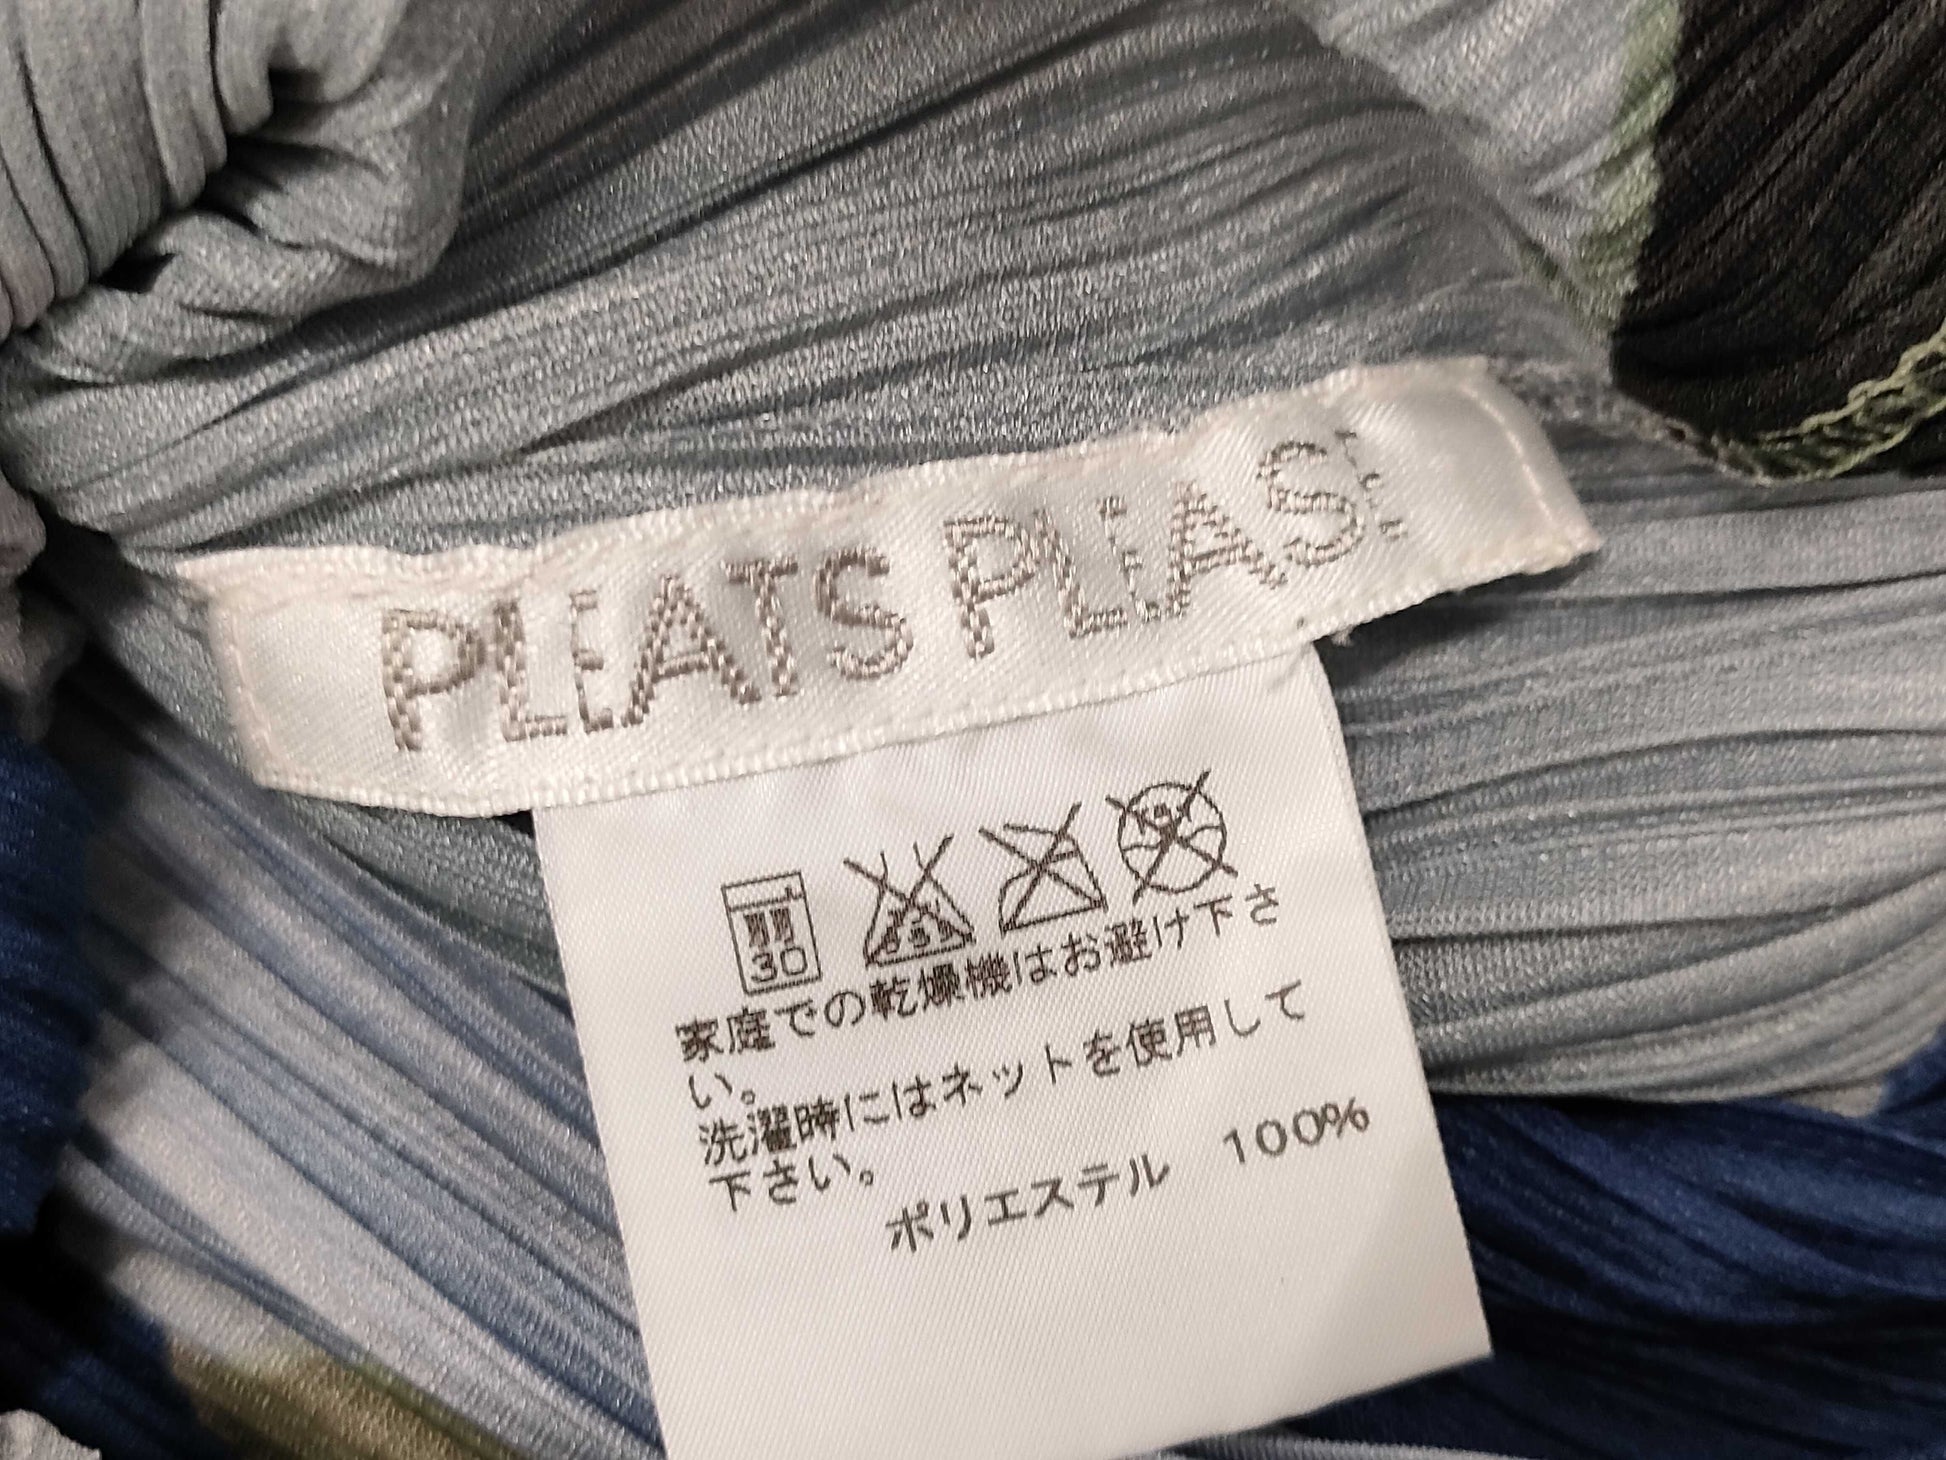 PLEATS PLEASE
30
家庭での乾燥機はお避け下さ
い。
洗濯時にはネットを使用して
下さい。
ポリエステル 100%